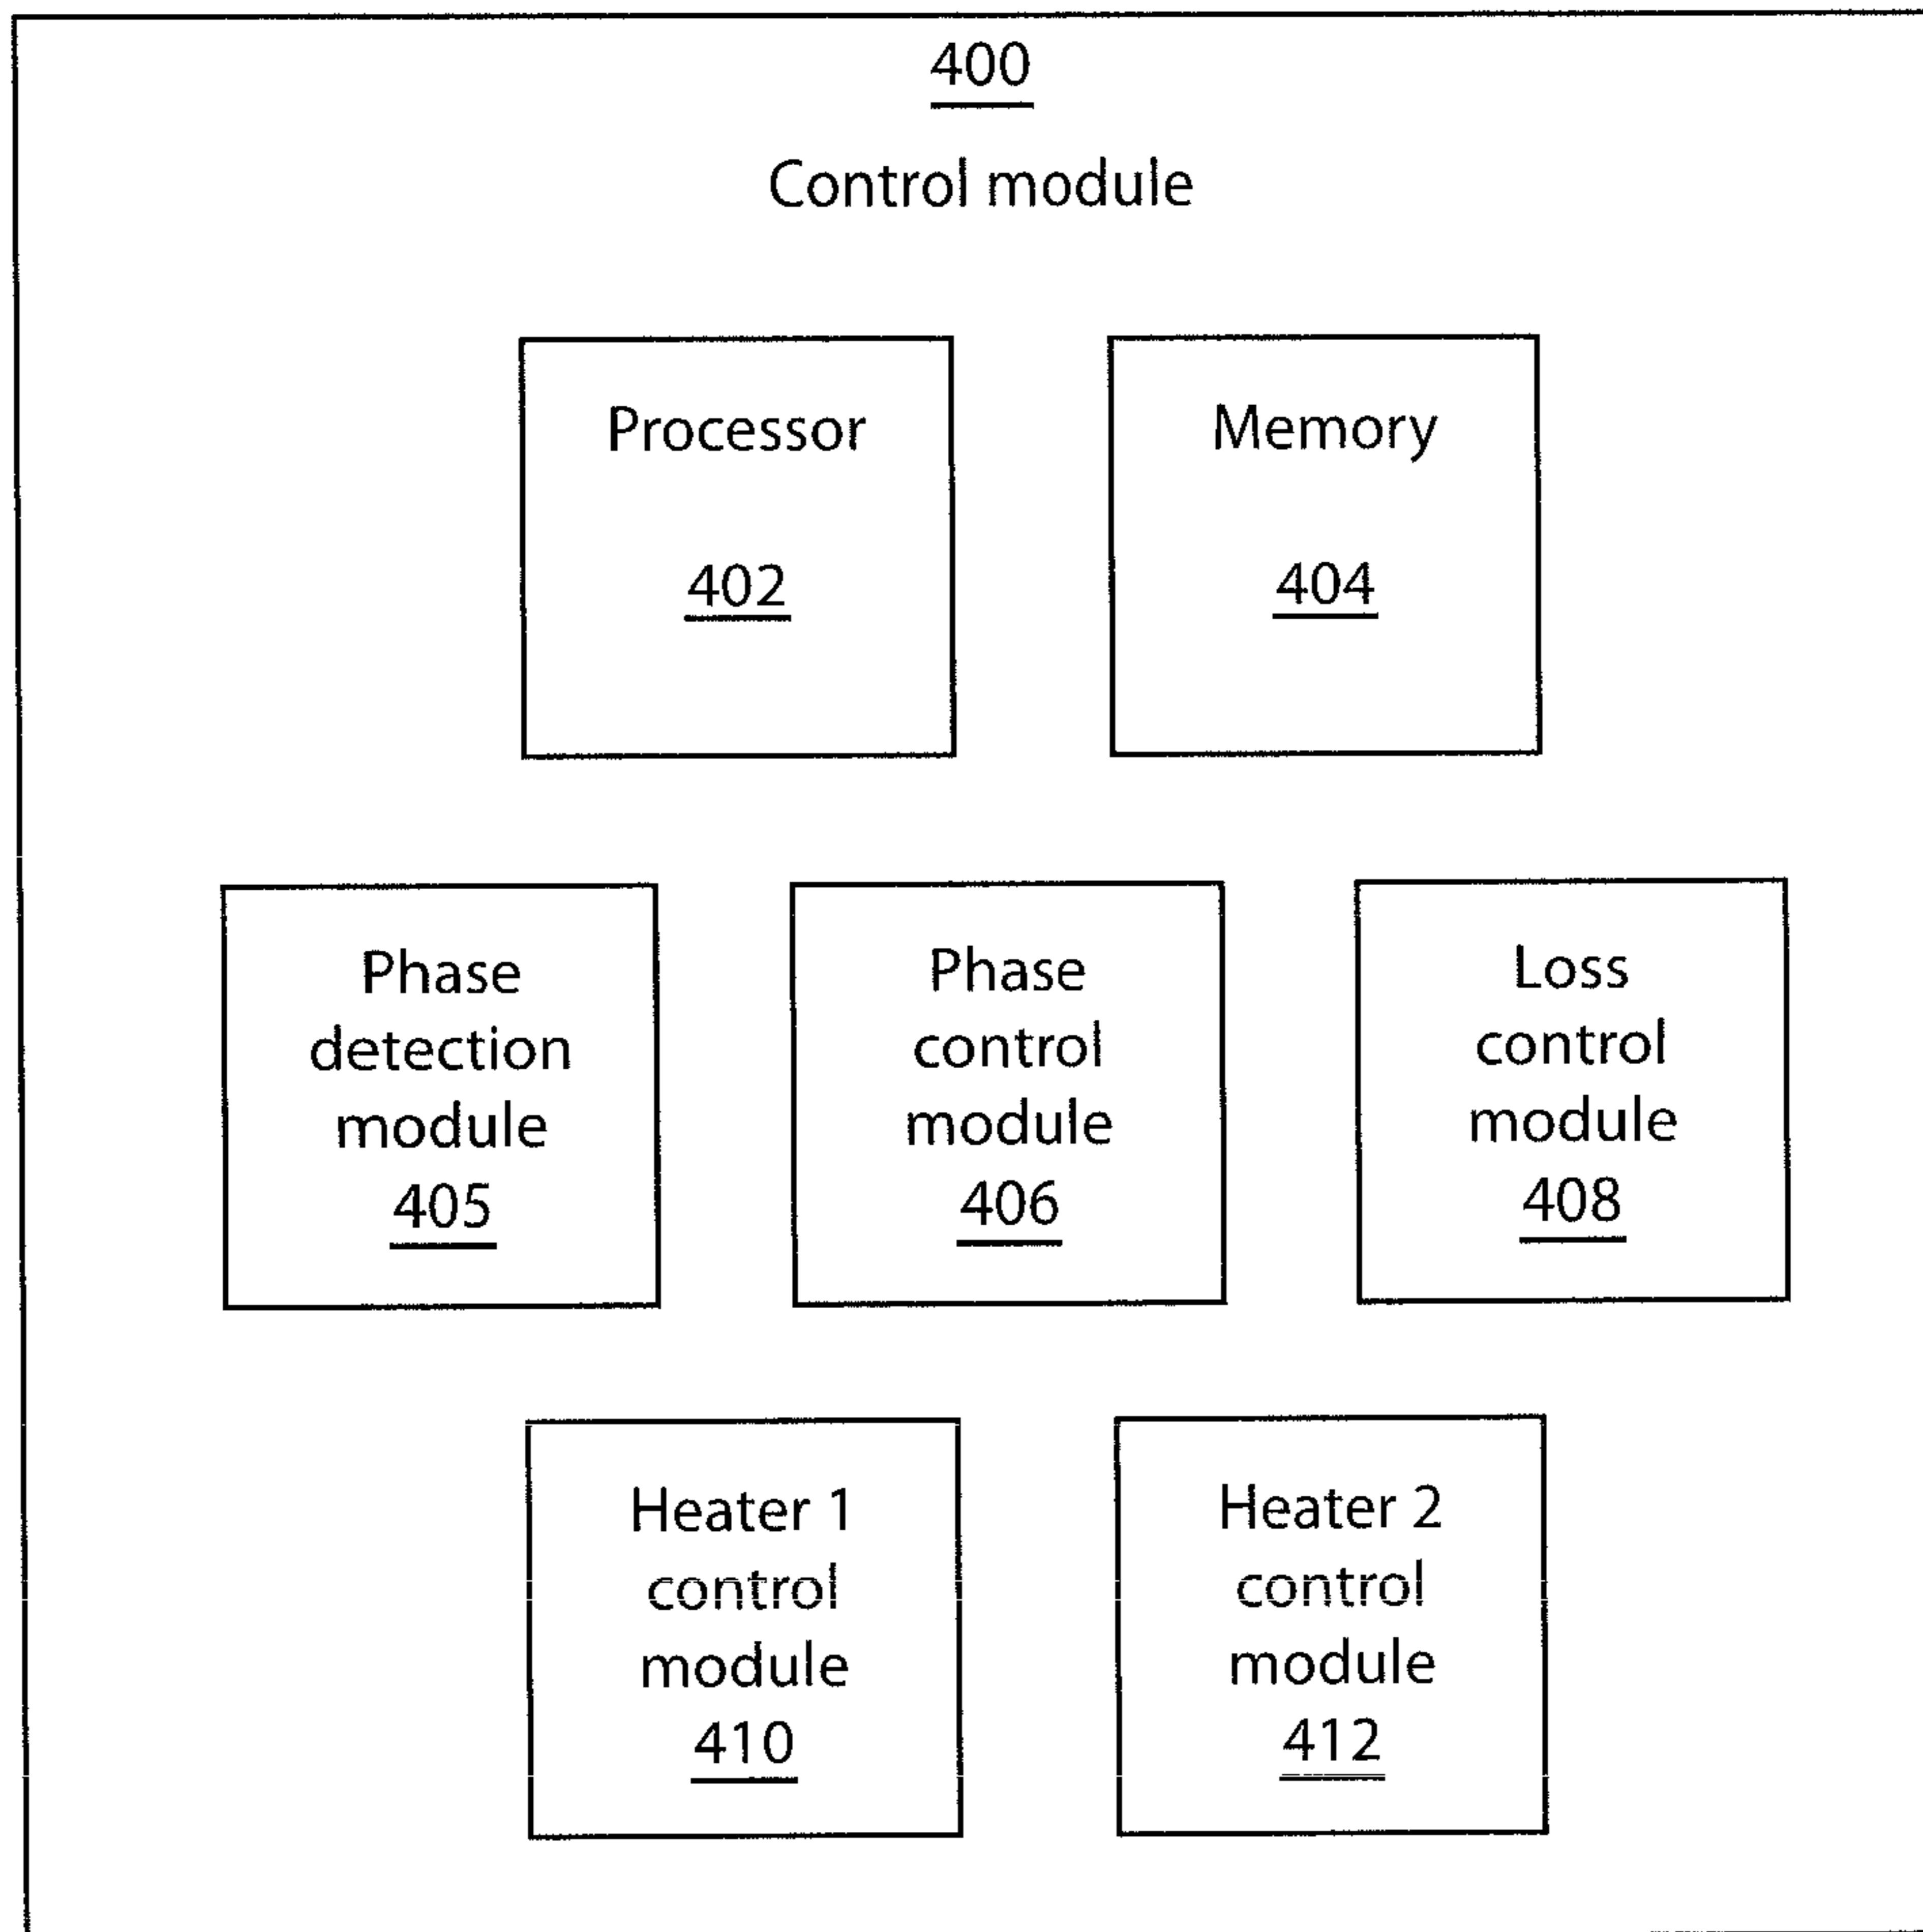 400
Control module
Processor
402
Memory
404
Phase
detection
module
405
Phase
control
module
406
Loss
control
module
408
Heater 1
control
module
410
Heater 2
control
module
412